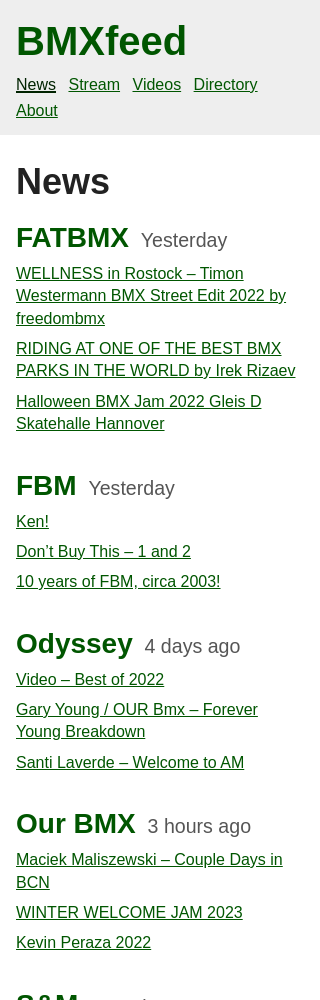 BMXfeed
News Stream Videos Directory
About
News
FATBMX Yesterday
WELLNESS in Rostock – Timon
Westermann BMX Street Edit 2022 by
freedombmx
RIDING AT ONE OF THE BEST BMX
PARKS IN THE WORLD by Irek Rizaev
Halloween BMX Jam 2022 Gleis D
Skatehalle Hannover
FBM Yesterday
Ken!
Don’t Buy This – 1 and 2
10 years of FBM, circa 2003!
Odyssey 4 days ago
Video – Best of 2022
Gary Young / OUR Bmx – Forever
Young Breakdown
Santi Laverde – Welcome to AM
Our BMX 3 hours ago
Maciek Maliszewski – Couple Days in
BCN
WINTER WELCOME JAM 2023
Kevin Peraza 2022
S&M